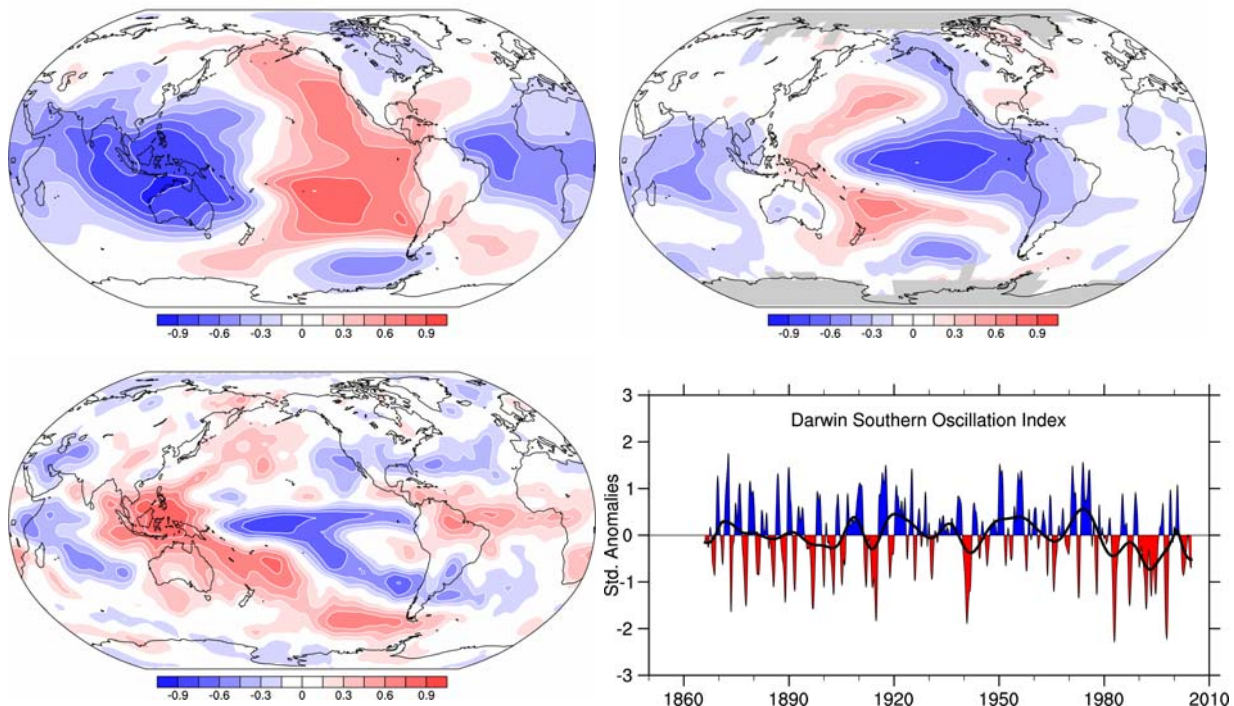 -0.9 -0.6 -0.3 0 0.3 0.6 0.9
-0.9 -0.6 -0.3 0 0.3 0.6 0.9
-0.9 -0.6 -0.3 0 0.3 0.6 0.9
Darwin Southern Oscillation Index
Std. Anomalies
3
2
1
0
-1
-2
-3
1860 1890 1920 1950 1980 2010